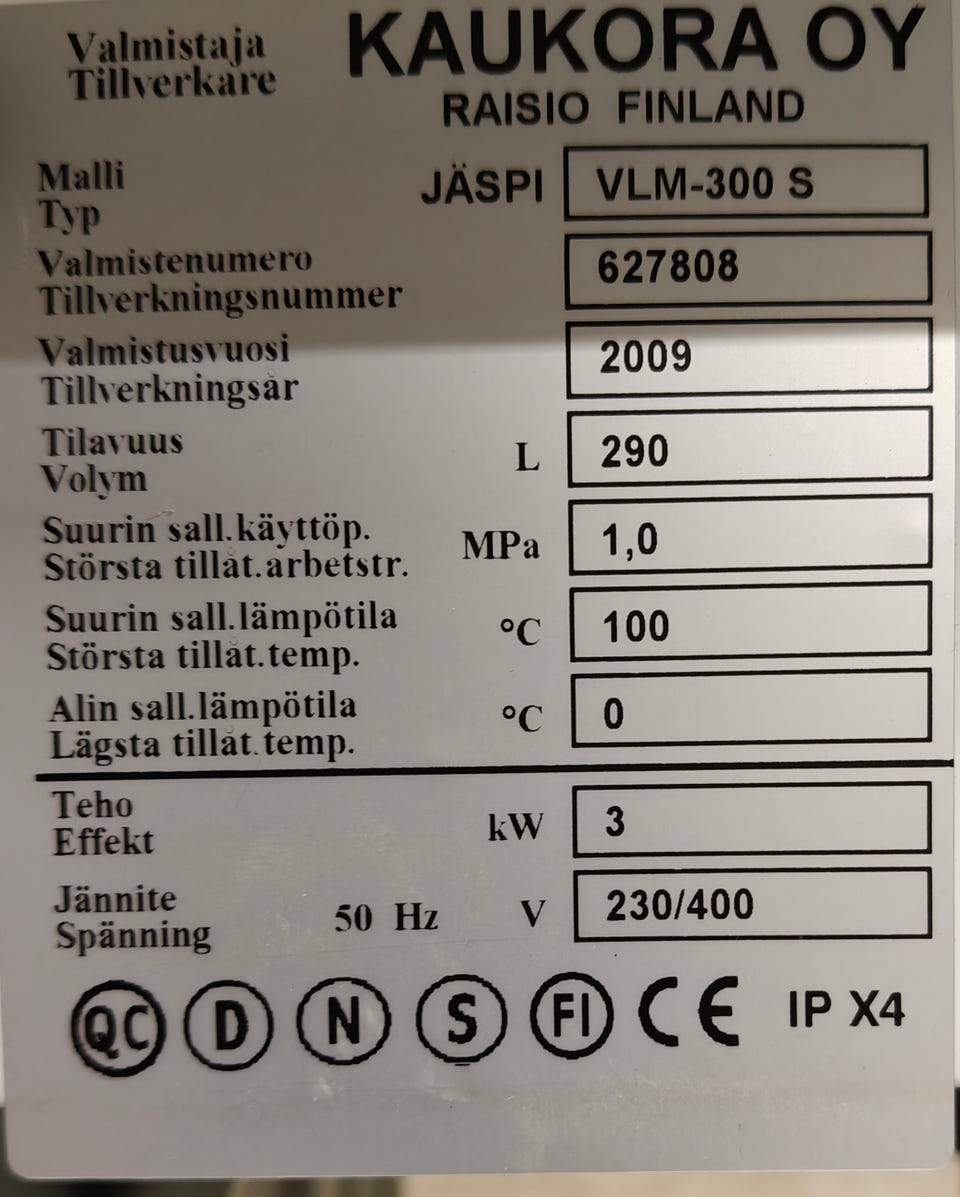 Valmistaja KAUKORA OY
Tillverkare
RAISIO FINLAND
Malli JÄSPI VLM-300 S
Typ
Valmistenumero 627808
Tillverkningsnummer
Valmistusvuosi 2009
Tillverkningsår
Tilavuus L 290
Volym
Suurin sall.käyttöp. MPa 1,0
Största tillåt.arbetstr.
Suurin sall.lämpötila °C 100
Största tillåt.temp.
Alin sall.lämpötila °C 0
Lägsta tillåt.temp.
Teho kW 3
Effekt
Jännite 50 Hz V 230/400
Spänning
QC D N S FI CE IP X4